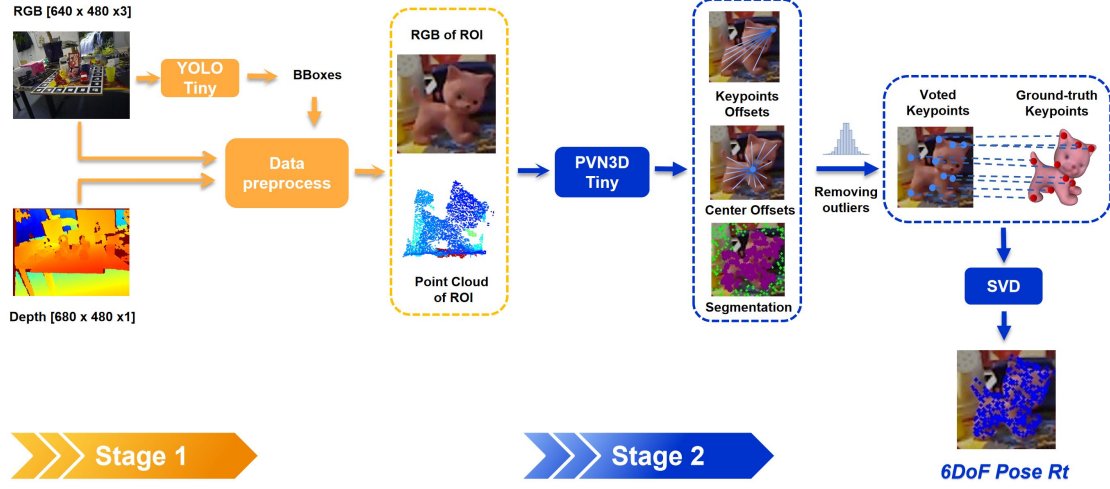 RGB [640 x 480 x3]
YOLO
Tiny
BBoxes
Data
preprocess
Depth [680 x 480 x1]
RGB of ROI
Point Cloud
of ROI
PVN3D
Tiny
Keypoints
Offsets
Center Offsets
Segmentation
Removing
outliers
Voted
Keypoints
Ground-truth
Keypoints
SVD
6DoF Pose Rt
Stage 1
Stage 2